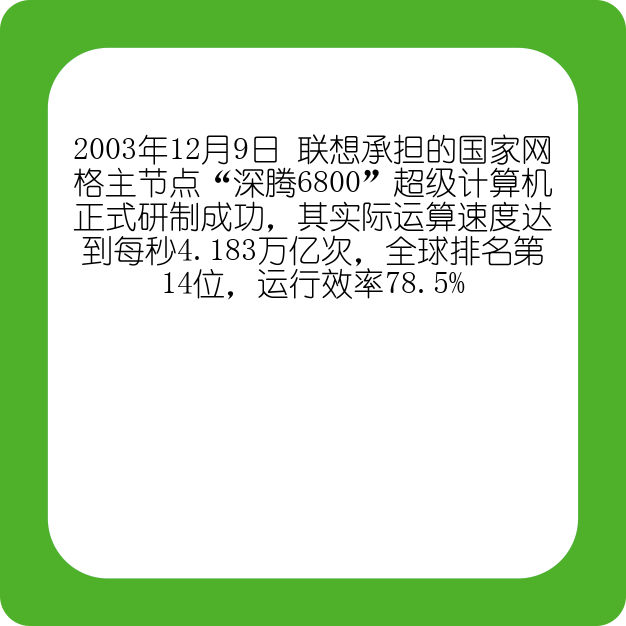 2003年12月9日 联想承担的国家网
格主节点“深腾6800”超级计算机
正式研制成功，其实际运算速度达
到每秒4.183万亿次，全球排名第
14位，运行效率78.5%